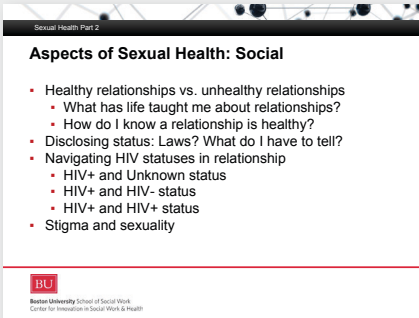 Sexual Health Part 2
Aspects of Sexual Health: Social
▪ Healthy relationships vs. unhealthy relationships
▪ What has life taught me about relationships?
▪ How do I know a relationship is healthy?
▪ Disclosing status: Laws? What do I have to tell?
▪ Navigating HIV statuses in relationship
▪ HIV+ and Unknown status
▪ HIV+ and HIV- status
▪ HIV+ and HIV+ status
▪ Stigma and sexuality
BU
Boston University School of Social Work
Center for Innovation in Social Work & Health